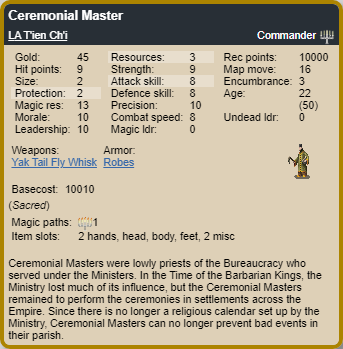 Ceremonial Master
LA T'ien Ch'i Commander
Gold: 45 Resources: 3 Rec points: 10000
Hit points: 9 Strength: 9 Map move: 16
Size: 2 Attack skill: 8 Encumbrance: 3
Protection: 2 Defence skill: 8 Age: 22
Magic res: 13 Precision: 10 (50)
Morale: 10 Combat speed: 8 Undead ldr: 0
Leadership: 10 Magic ldr: 0
Weapons: Armor:
Yak Tail Fly Whisk Robes
Basecost: 10010
(Sacred)
Magic paths: 1
Item slots: 2 hands, head, body, feet, 2 misc
Ceremonial Masters were lowly priests of the Bureaucracy who
served under the Ministers. In the Time of the Barbarian Kings, the
Ministry lost much of its influence, but the Ceremonial Masters
remained to perform the ceremonies in settlements across the
Empire. Since there is no longer a religious calendar set up by the
Ministry, Ceremonial Masters can no longer prevent bad events in
their parish.